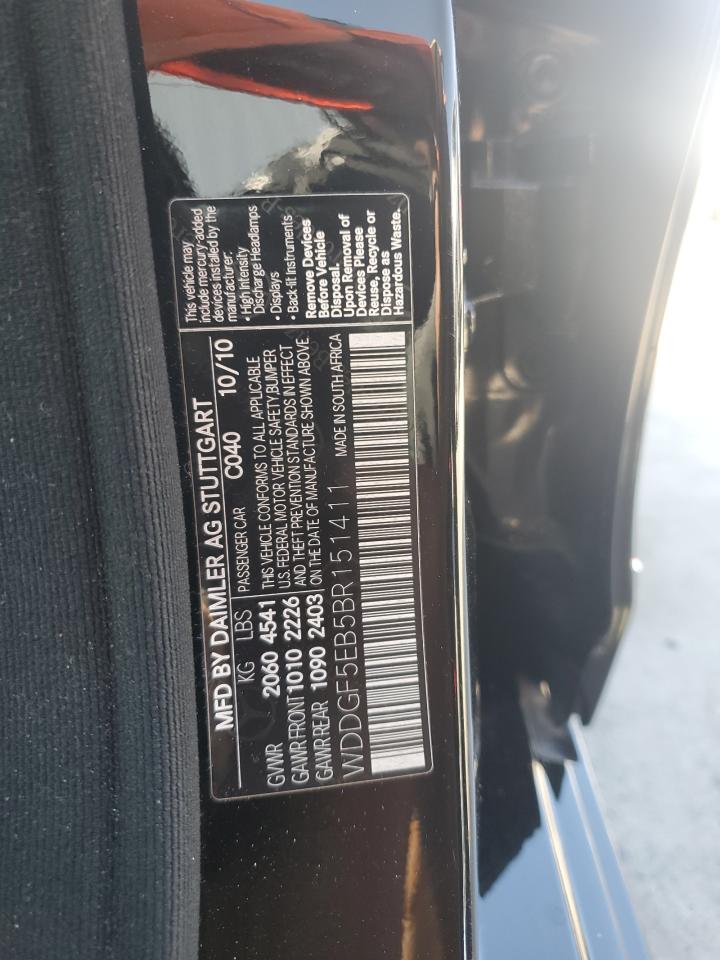 MFD BY DAIMLER AG STUTTGART
KG LBS PASSENGER CAR C040 10/10
GVWR 2060 4541 THIS VEHICLE CONFORMS TO ALL APPLICABLE
GAWR FRONT 1010 2226 U.S. FEDERAL MOTOR VEHICLE SAFETY,BUMPER
GAWR REAR 1090 2403 AND THEFT PREVENTION STANDARDS IN EFFECT
ON THE DATE OF MANUFACTURE SHOWN ABOVE
WDDGF5EB5BR151411 MADE IN SOUTH AFRICA
This vehicle may
include mercury-added
devices installed by the
manufacturer:
• High Intensity
Discharge Headlamps
• Displays
• Back-lit Instruments
Remove Devices
Before Vehicle
Disposal.
Upon Removal of
Devices Please
Reuse, Recycle or
Dispose as
Hazardous Waste.